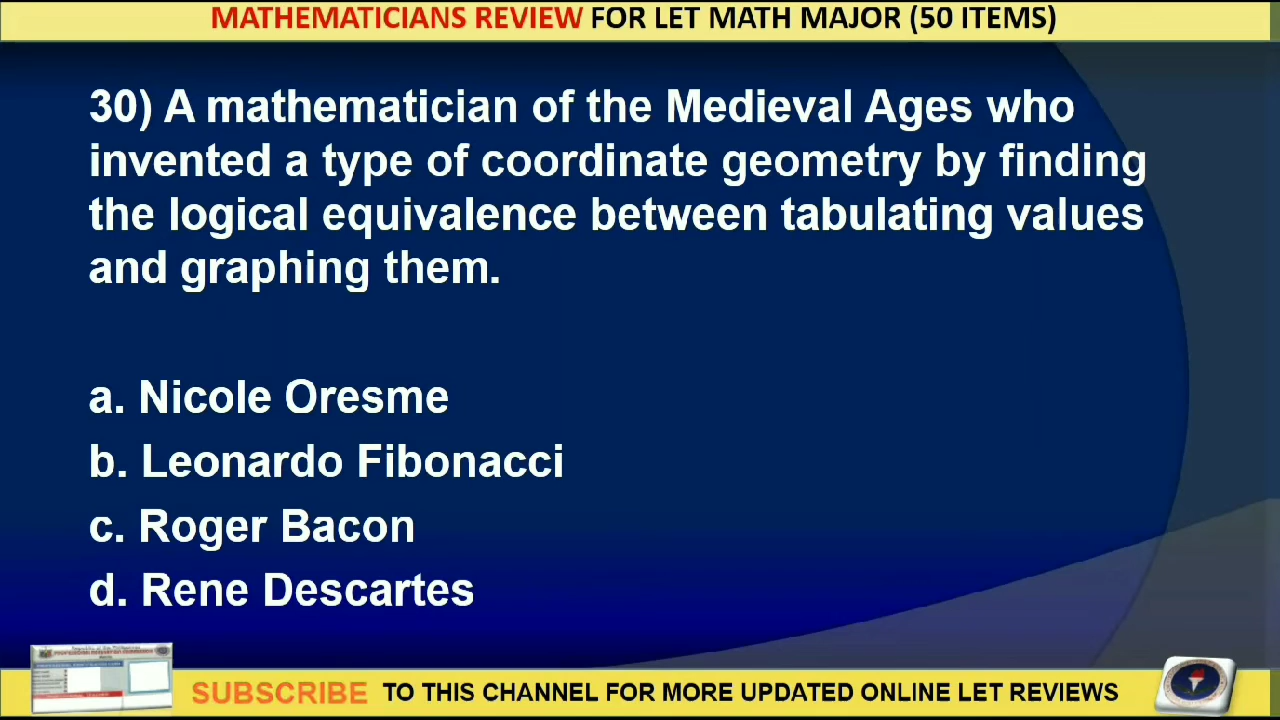 MATHEMATICIANS REVIEW FOR LET MATH MAJOR (50 ITEMS)
30) A mathematician of the Medieval Ages who
invented a type of coordinate geometry by finding
the logical equivalence between tabulating values
and graphing them.
a. Nicole Oresme
b. Leonardo Fibonacci
c. Roger Bacon
d. Rene Descartes
SUBSCRIBE TO THIS CHANNEL FOR MORE UPDATED ONLINE LET REVIEWS